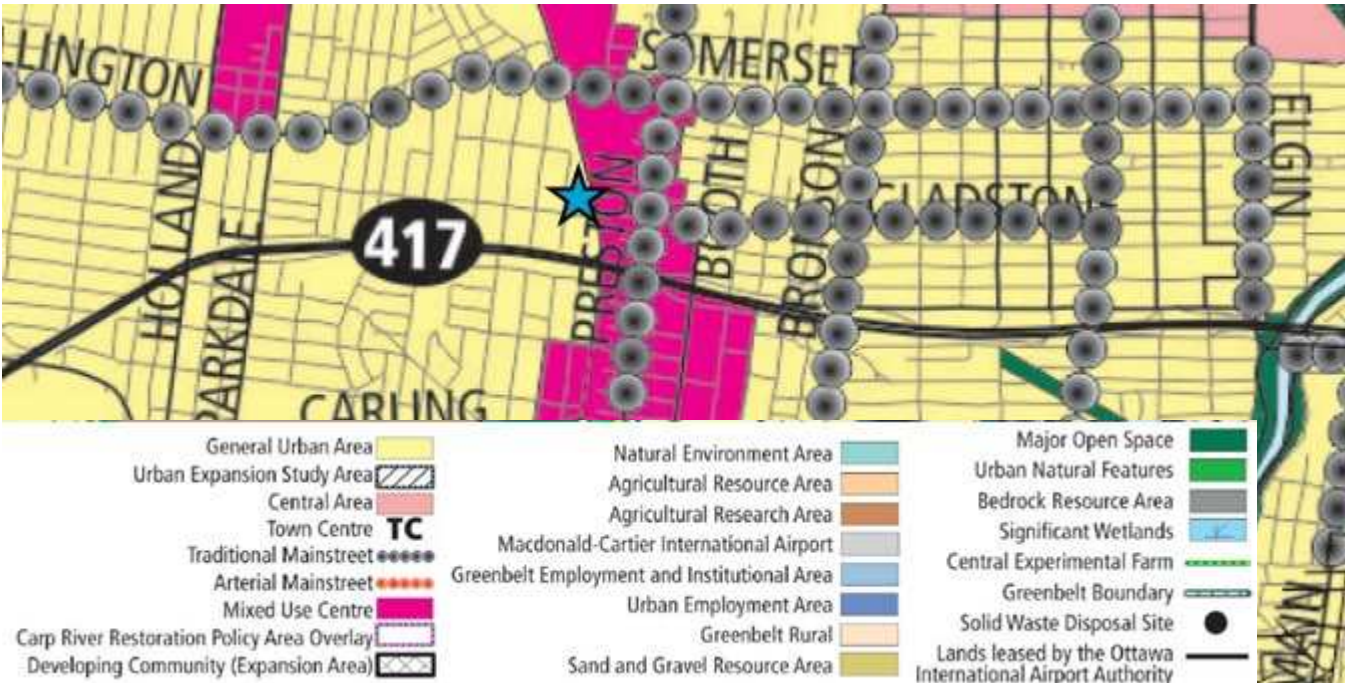 LLINGTON
SOMERSET
ELGIN
HOLLAND
PARKDALE
PRESTON
BOOTH
BRONSON
GLADSTON
417
CARLING
MAIN
General Urban Area
Urban Expansion Study Area
Central Area
Town Centre TC
Traditional Mainstreet
Arterial Mainstreet
Mixed Use Centre
Carp River Restoration Policy Area Overlay
Developing Community (Expansion Area)
Natural Environment Area
Agricultural Resource Area
Agricultural Research Area
Macdonald-Cartier International Airport
Greenbelt Employment and Institutional Area
Urban Employment Area
Greenbelt Rural
Sand and Gravel Resource Area
Major Open Space
Urban Natural Features
Bedrock Resource Area
Significant Wetlands
Central Experimental Farm
Greenbelt Boundary
Solid Waste Disposal Site
Lands leased by the Ottawa
International Airport Authority